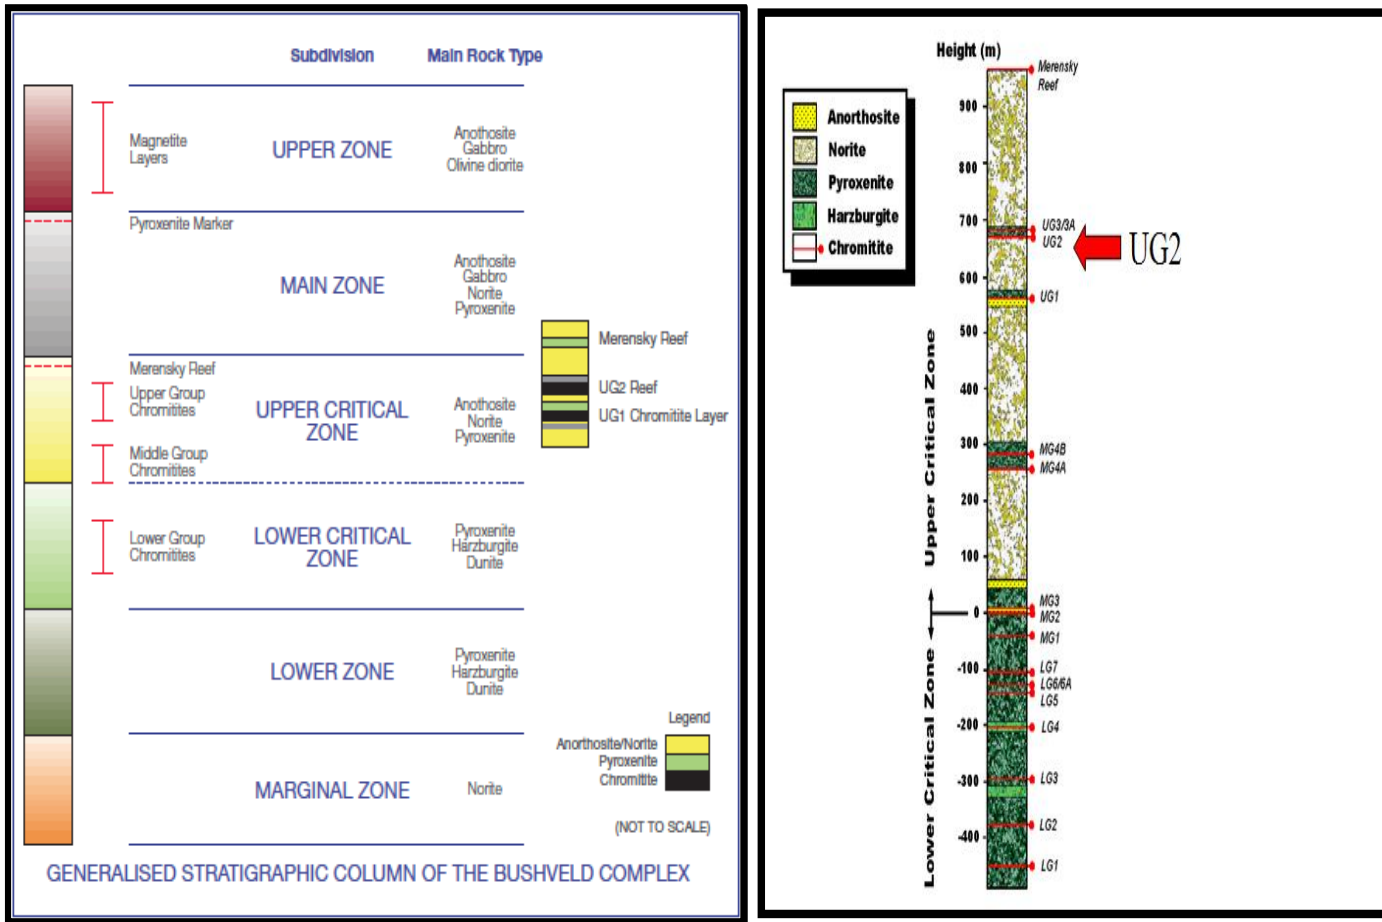 Subdivision Main Rock Type
Magnetite
Layers
UPPER ZONE
Anothosite
Gabbro
Olivine diorite
Pyroxenite Marker
MAIN ZONE
Anothosite
Gabbro
Norite
Pyroxenite
Merensky Reef
Upper Group
Chromitites
Middle Group
Chromitites
UPPER CRITICAL
ZONE
Anothosite
Norite
Pyroxenite
Merensky Reef
UG2 Reef
UG1 Chromitite Layer
Lower Group
Chromitites
LOWER CRITICAL
ZONE
Pyroxenite
Harzburgite
Dunite
LOWER ZONE
Pyroxenite
Harzburgite
Dunite
MARGINAL ZONE
Norite
Legend
Anorthosite/Norite
Pyroxenite
Chromitite
(NOT TO SCALE)
GENERALISED STRATIGRAPHIC COLUMN OF THE BUSHVELD COMPLEX
Height (m)
Anorthosite
Norite
Pyroxenite
Harzburgite
Chromitite
900
800
700
600
500
400
300
200
100
0
-100
-200
-300
-400
Upper Critical Zone
Lower Critical Zone
Merensky
Reef
UG3/3A
UG2
UG2
UG1
MG4B
MG4A
MG3
MG2
MG1
LG7
LG6/6A
LG5
LG4
LG3
LG2
LG1